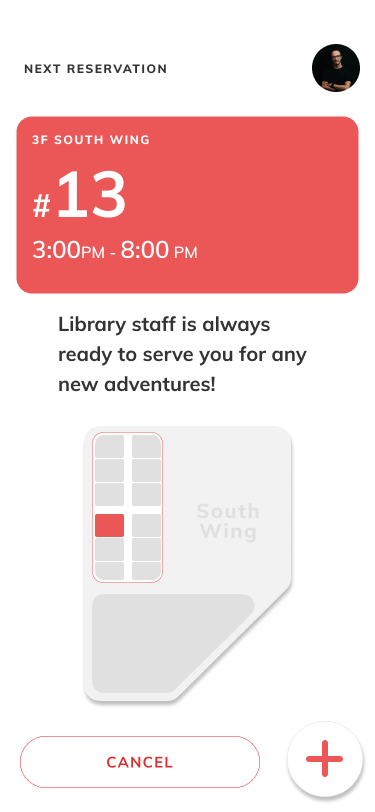 NEXT RESERVATION
3F SOUTH WING
#13
3:00PM - 8:00 PM
Library staff is always
ready to serve you for any
new adventures!
South
Wing
CANCEL